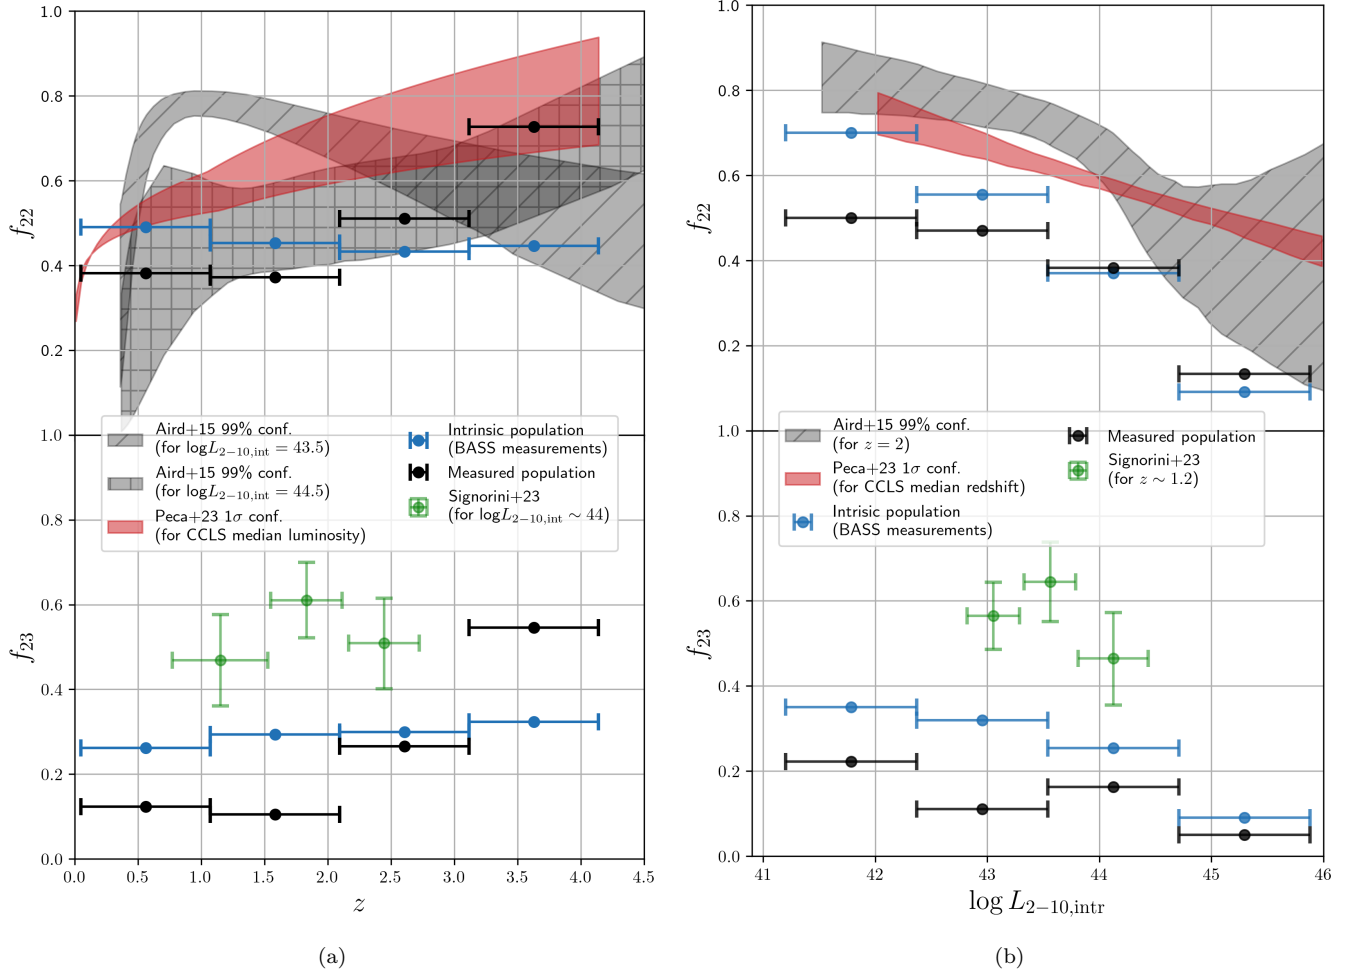 1.0
0.8
0.6
0.4
0.2
1.0
0.8
0.6
0.4
0.2
0.0
f22
f23
0.0 0.5 1.0 1.5 2.0 2.5 3.0 3.5 4.0 4.5
z
Aird+15 99% conf.
(for logL2−10,int = 43.5)
Aird+15 99% conf.
(for logL2−10,int = 44.5)
Peca+23 1σ conf.
(for CCLS median luminosity)
Intrinsic population
(BASS measurements)
Measured population
Signorini+23
(for logL2−10,int ∼ 44)
(a)
1.0
0.8
0.6
0.4
0.2
1.0
0.8
0.6
0.4
0.2
0.0
f22
f23
41 42 43 44 45 46
log L2−10,intr
Aird+15 99% conf.
(for z = 2)
Peca+23 1σ conf.
(for CCLS median redshift)
Intrisic population
(BASS measurements)
Measured population
Signorini+23
(for z ∼ 1.2)
(b)